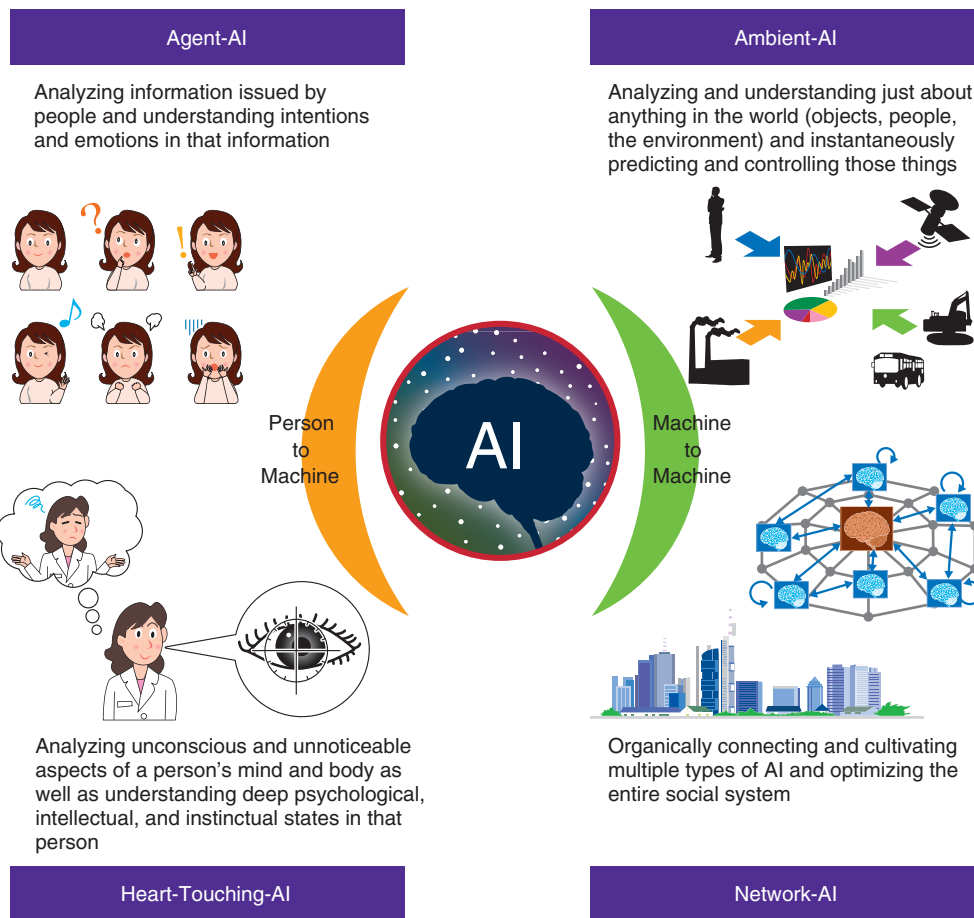 Agent-AI
Analyzing information issued by
people and understanding intentions
and emotions in that information
Ambient-AI
Analyzing and understanding just about
anything in the world (objects, people,
the environment) and instantaneously
predicting and controlling those things
?
!
Person
to
Machine
AI
Machine
to
Machine
Analyzing unconscious and unnoticeable
aspects of a person’s mind and body as
well as understanding deep psychological,
intellectual, and instinctual states in that
person
Heart-Touching-AI
Organically connecting and cultivating
multiple types of AI and optimizing the
entire social system
Network-AI